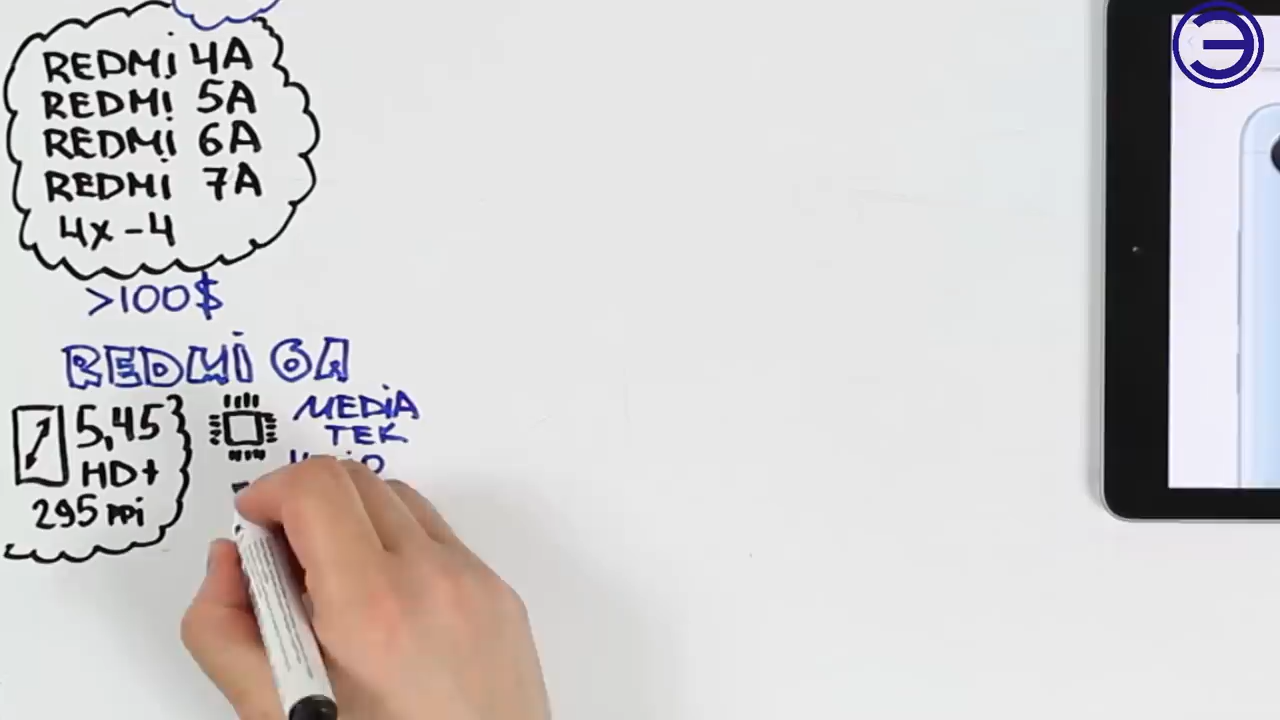 REDMi 4A
REDMi 5A
REDMi 6A
REDMi 7A
4x-4
>100$
REDMi 6A
5,45
HD+
295 ppi
MEDiA
TEK
Э